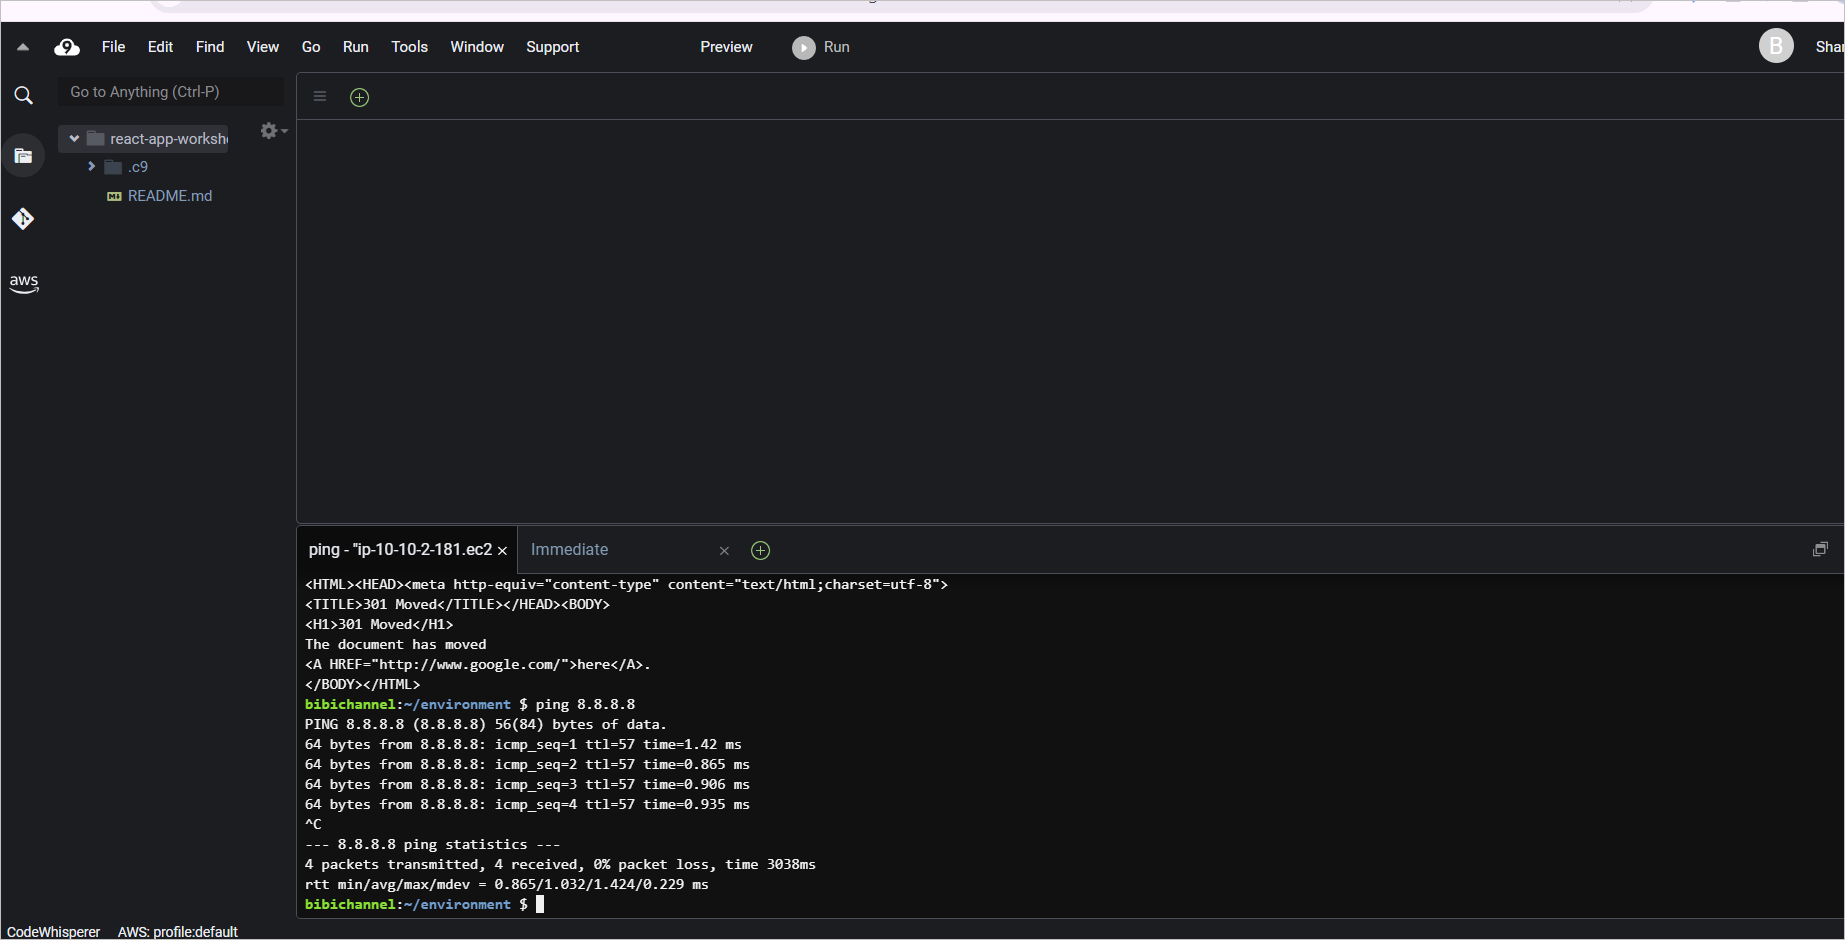 File Edit Find View Go Run Tools Window Support Preview Run B Shar
Go to Anything (Ctrl-P)
react-app-worksho
.c9
README.md
aws
ping - "ip-10-10-2-181.ec2 × Immediate ×
<HTML><HEAD><meta http-equiv="content-type" content="text/html;charset=utf-8">
<TITLE>301 Moved</TITLE></HEAD><BODY>
<H1>301 Moved</H1>
The document has moved
<A HREF="http://www.google.com/">here</A>.
</BODY></HTML>
bibichannel:~/environment $ ping 8.8.8.8
PING 8.8.8.8 (8.8.8.8) 56(84) bytes of data.
64 bytes from 8.8.8.8: icmp_seq=1 ttl=57 time=1.42 ms
64 bytes from 8.8.8.8: icmp_seq=2 ttl=57 time=0.865 ms
64 bytes from 8.8.8.8: icmp_seq=3 ttl=57 time=0.906 ms
64 bytes from 8.8.8.8: icmp_seq=4 ttl=57 time=0.935 ms
^C
--- 8.8.8.8 ping statistics ---
4 packets transmitted, 4 received, 0% packet loss, time 3038ms
rtt min/avg/max/mdev = 0.865/1.032/1.424/0.229 ms
bibichannel:~/environment $
CodeWhisperer AWS: profile:default